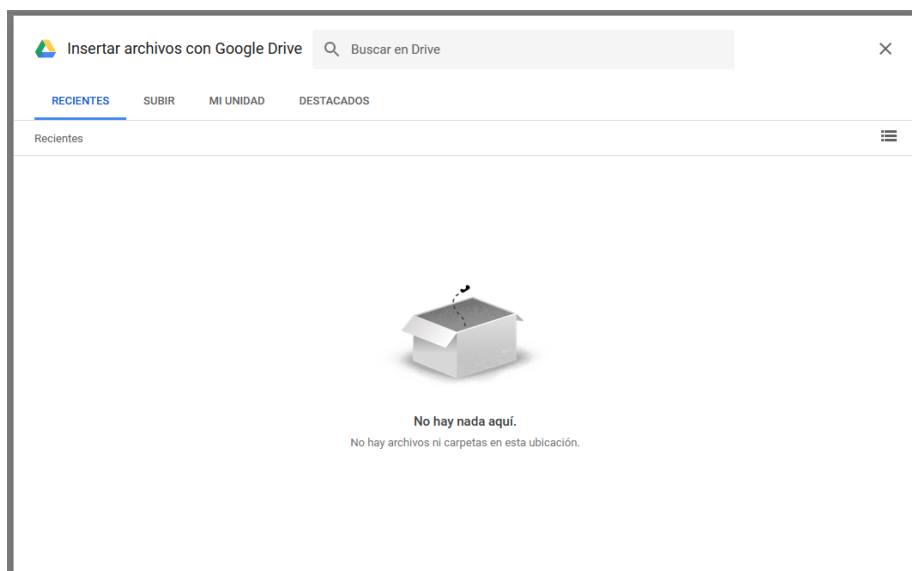 Insertar archivos con Google Drive
Buscar en Drive
RECIENTES SUBIR MI UNIDAD DESTACADOS
Recientes
No hay nada aquí.
No hay archivos ni carpetas en esta ubicación.